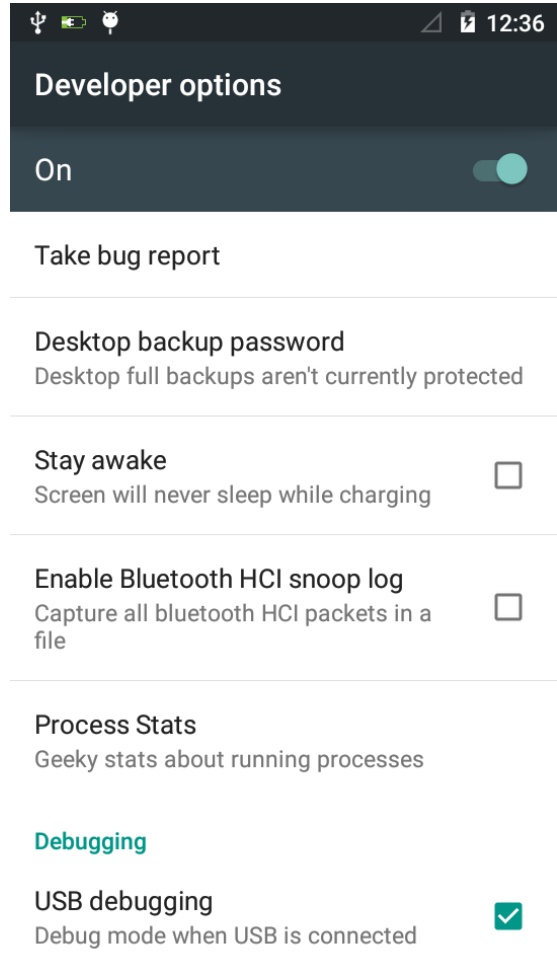 12:36
Developer options
On
Take bug report
Desktop backup password
Desktop full backups aren't currently protected
Stay awake
Screen will never sleep while charging
Enable Bluetooth HCI snoop log
Capture all bluetooth HCI packets in a
file
Process Stats
Geeky stats about running processes
Debugging
USB debugging
Debug mode when USB is connected